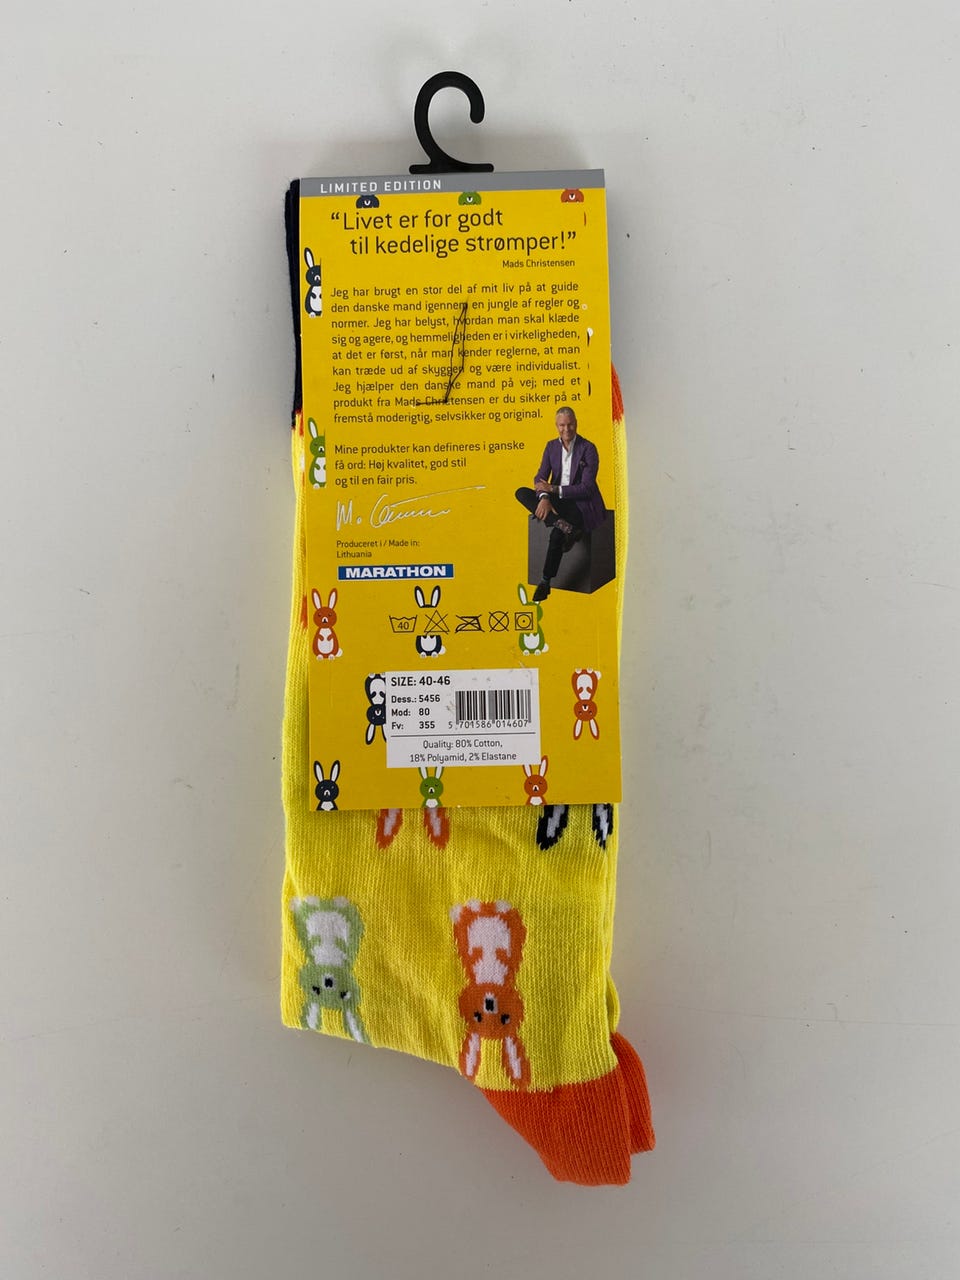 LIMITED EDITION
“Livet er for godt
til kedelige strømper!”
Mads Christensen
Jeg har brugt en stor del af mit liv på at guide
den danske mand igennem en jungle af regler og
normer. Jeg har belyst, hvordan man skal klæde
sig og agere, og hemmeligheden er i virkeligheden,
at det er først, når man kender reglerne, at man
kan træde ud af skyggen og være individualist.
Jeg hjælper den danske mand på vej; med et
produkt fra Mads Christensen er du sikker på at
fremstå moderigtig, selvsikker og original.
Mine produkter kan defineres i ganske
få ord: Høj kvalitet, god stil
og til en fair pris.
Produceret i / Made in:
Lithuania
MARATHON
40
SIZE: 40-46
Dess.: 5456
Mod: 80
Fv: 355
5 701586 014607
Quality: 80% Cotton,
18% Polyamid, 2% Elastane